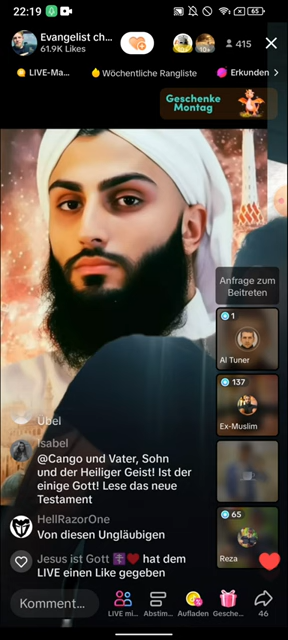 22:19
65
Evangelist ch...
61.9K Likes
10+
415
LIVE-Ma...
Wöchentliche Rangliste
Erkunden
Geschenke
Montag
Anfrage zum
Beitreten
1
Al Tuner
137
Ex-Muslim
65
Reza
Übel
Isabel
@Cango und Vater, Sohn
und der Heiliger Geist! Ist der
einige Gott! Lese das neue
Testament
HellRazorOne
Von diesen Ungläubigen
Jesus ist Gott ✝️❤️ hat dem
LIVE einen Like gegeben
Komment...
LIVE mi...
Abstim...
Aufladen
Gesche...
46